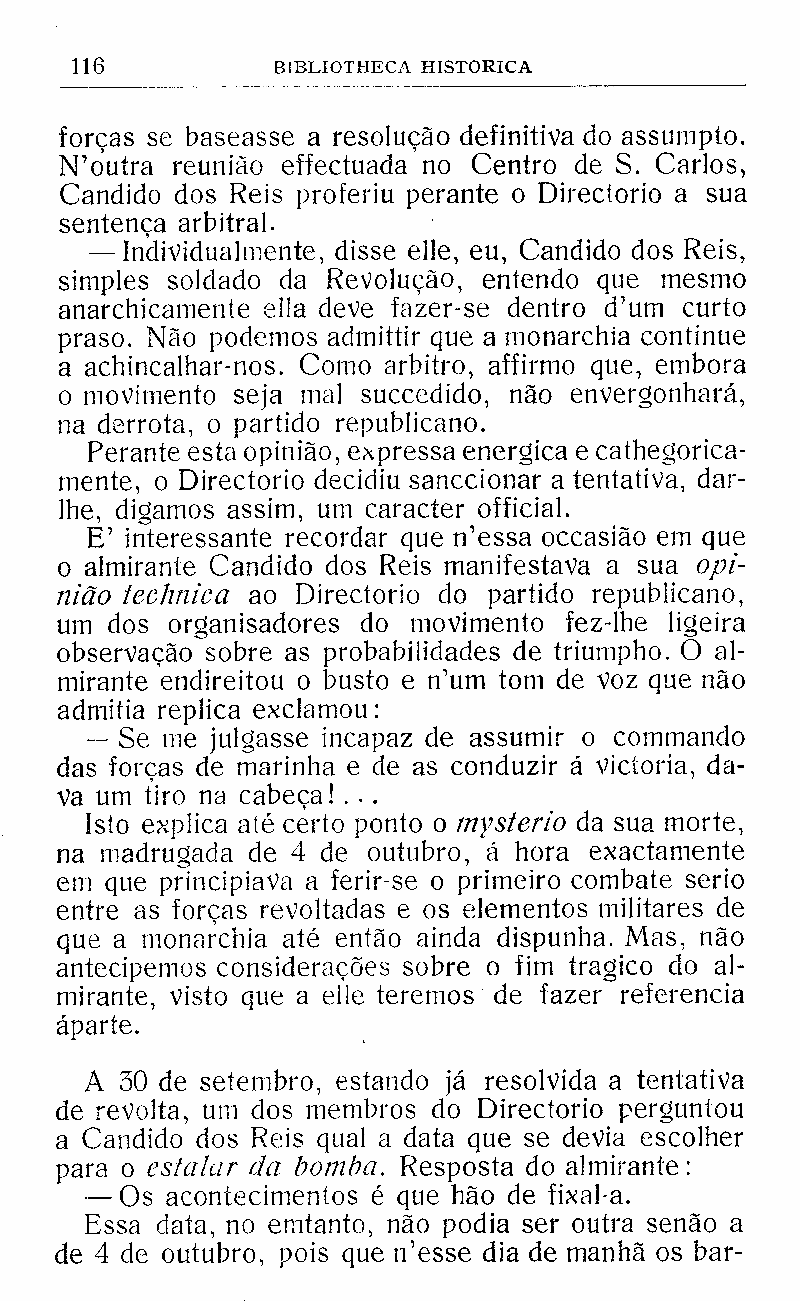 116 BIBLIOTHECA HISTORICA
forças se baseasse a resolução definitiva do assumpto.
N'outra reunião effectuada no Centro de S. Carlos,
Candido dos Reis proferiu perante o Directorio a sua
sentença arbitral.
— Individualmente, disse elle, eu, Candido dos Reis,
simples soldado da Revolução, entendo que mesmo
anarchicamente ella deve fazer-se dentro d'um curto
praso. Não podemos admittir que a monarchia continue
a achincalhar-nos. Como arbitro, affirmo que, embora
o movimento seja mal succedido, não envergonhará,
na derrota, o partido republicano.
Perante esta opinião, expressa energica e cathegorica-
mente, o Directorio decidiu sanccionar a tentativa, dar-
lhe, digamos assim, um caracter official.
E' interessante recordar que n'essa occasião em que
o almirante Candido dos Reis manifestava a sua opi-
nião technica ao Directorio do partido republicano,
um dos organisadores do movimento fez-lhe ligeira
observação sobre as probabilidades de triumpho. O al-
mirante endireitou o busto e n'um tom de voz que não
admitia replica exclamou:
— Se me julgasse incapaz de assumir o commando
das forças de marinha e de as conduzir á victoria, da-
va um tiro na cabeça!...
Isto explica até certo ponto o mysterio da sua morte,
na madrugada de 4 de outubro, á hora exactamente
em que principiava a ferir-se o primeiro combate serio
entre as forças revoltadas e os elementos militares de
que a monarchia até então ainda dispunha. Mas, não
antecipemos considerações sobre o fim tragico do al-
mirante, visto que a elle teremos de fazer referencia
áparte.
A 30 de setembro, estando já resolvida a tentativa
de revolta, um dos membros do Directorio perguntou
a Candido dos Reis qual a data que se devia escolher
para o estalar da bomba. Resposta do almirante:
— Os acontecimentos é que hão de fixal-a.
Essa data, no emtanto, não podia ser outra senão a
de 4 de outubro, pois que n'esse dia de manhã os bar-